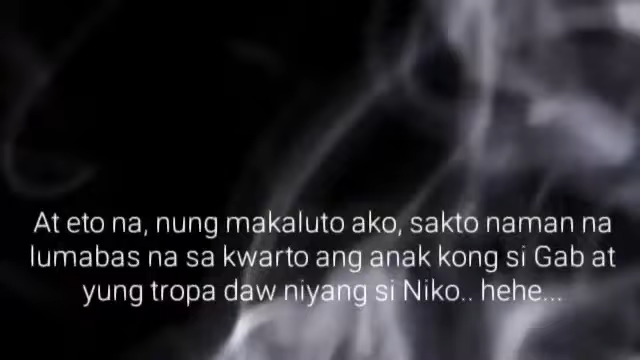 At eto na, nung makaluto ako, sakto naman na
lumabas na sa kwarto ang anak kong si Gab at
yung tropa daw niyang si Niko.. hehe...